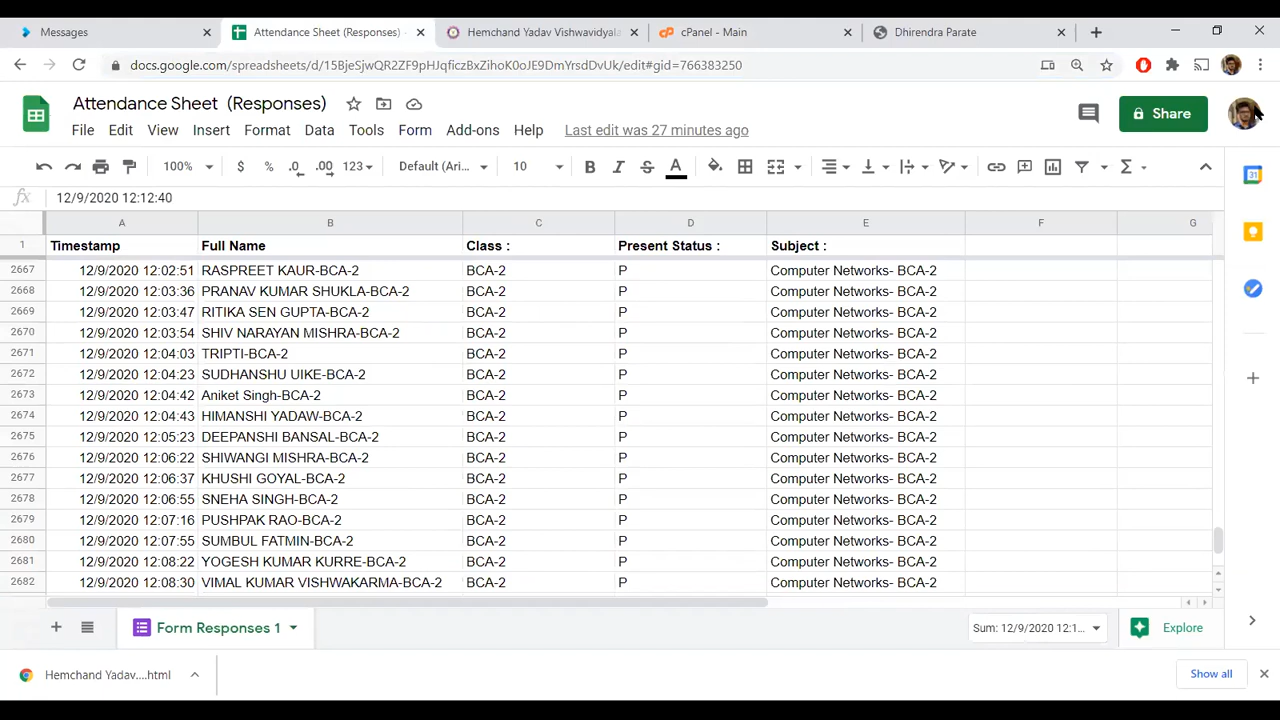 Messages
Attendance Sheet (Responses)
Hemchand Yadav Vishwavidyal
cPanel - Main
Dhirendra Parate
docs.google.com/spreadsheets/d/15BjeSjwQR2ZF9pHJqficzBxZihoK0oJE9DmYrsdDvUk/edit#gid=766383250
Attendance Sheet (Responses)
File Edit View Insert Format Data Tools Form Add-ons Help Last edit was 27 minutes ago
Share
100% $ % .0 .00 123 Default (Ari... 10 B I S A Σ
fx 12/9/2020 12:12:40
A B C D E F G
1 Timestamp Full Name Class : Present Status : Subject :
2667 12/9/2020 12:02:51 RASPREET KAUR-BCA-2 BCA-2 P Computer Networks- BCA-2
2668 12/9/2020 12:03:36 PRANAV KUMAR SHUKLA-BCA-2 BCA-2 P Computer Networks- BCA-2
2669 12/9/2020 12:03:47 RITIKA SEN GUPTA-BCA-2 BCA-2 P Computer Networks- BCA-2
2670 12/9/2020 12:03:54 SHIV NARAYAN MISHRA-BCA-2 BCA-2 P Computer Networks- BCA-2
2671 12/9/2020 12:04:03 TRIPTI-BCA-2 BCA-2 P Computer Networks- BCA-2
2672 12/9/2020 12:04:23 SUDHANSHU UIKE-BCA-2 BCA-2 P Computer Networks- BCA-2
2673 12/9/2020 12:04:42 Aniket Singh-BCA-2 BCA-2 P Computer Networks- BCA-2
2674 12/9/2020 12:04:43 HIMANSHI YADAW-BCA-2 BCA-2 P Computer Networks- BCA-2
2675 12/9/2020 12:05:23 DEEPANSHI BANSAL-BCA-2 BCA-2 P Computer Networks- BCA-2
2676 12/9/2020 12:06:22 SHIWANGI MISHRA-BCA-2 BCA-2 P Computer Networks- BCA-2
2677 12/9/2020 12:06:37 KHUSHI GOYAL-BCA-2 BCA-2 P Computer Networks- BCA-2
2678 12/9/2020 12:06:55 SNEHA SINGH-BCA-2 BCA-2 P Computer Networks- BCA-2
2679 12/9/2020 12:07:16 PUSHPAK RAO-BCA-2 BCA-2 P Computer Networks- BCA-2
2680 12/9/2020 12:07:55 SUMBUL FATMIN-BCA-2 BCA-2 P Computer Networks- BCA-2
2681 12/9/2020 12:08:22 YOGESH KUMAR KURRE-BCA-2 BCA-2 P Computer Networks- BCA-2
2682 12/9/2020 12:08:30 VIMAL KUMAR VISHWAKARMA-BCA-2 BCA-2 P Computer Networks- BCA-2
Form Responses 1 Sum: 12/9/2020 12:1... Explore
Hemchand Yadav....html Show all